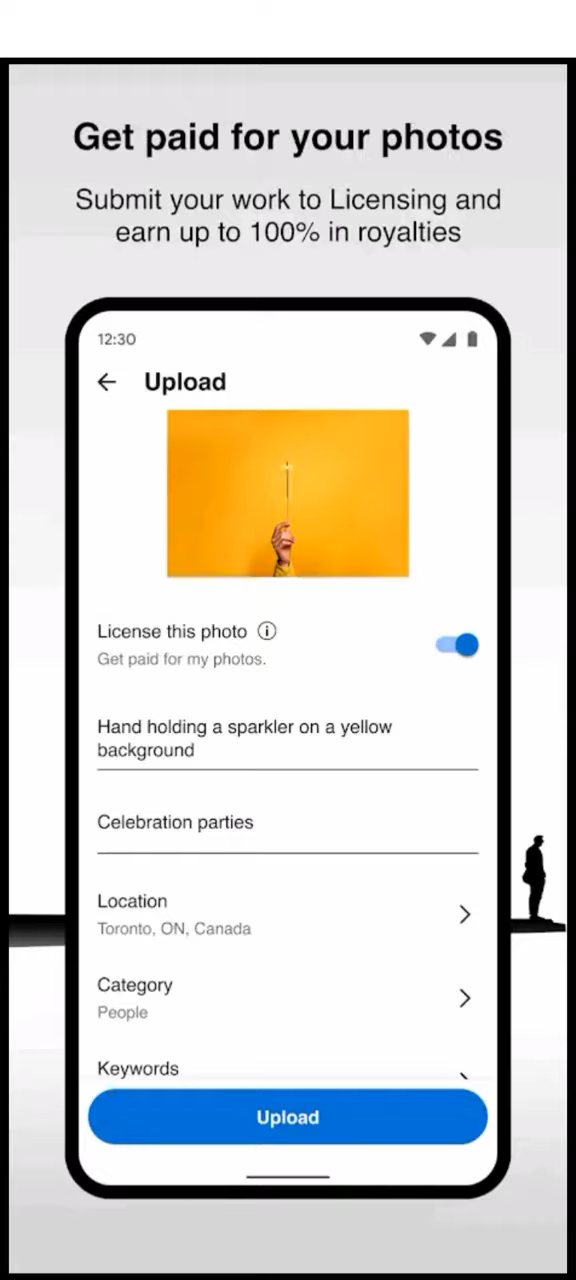 Get paid for your photos
Submit your work to Licensing and
earn up to 100% in royalties
12:30
Upload
License this photo
Get paid for my photos.
Hand holding a sparkler on a yellow
background
Celebration parties
Location
Toronto, ON, Canada
Category
People
Keywords
Upload